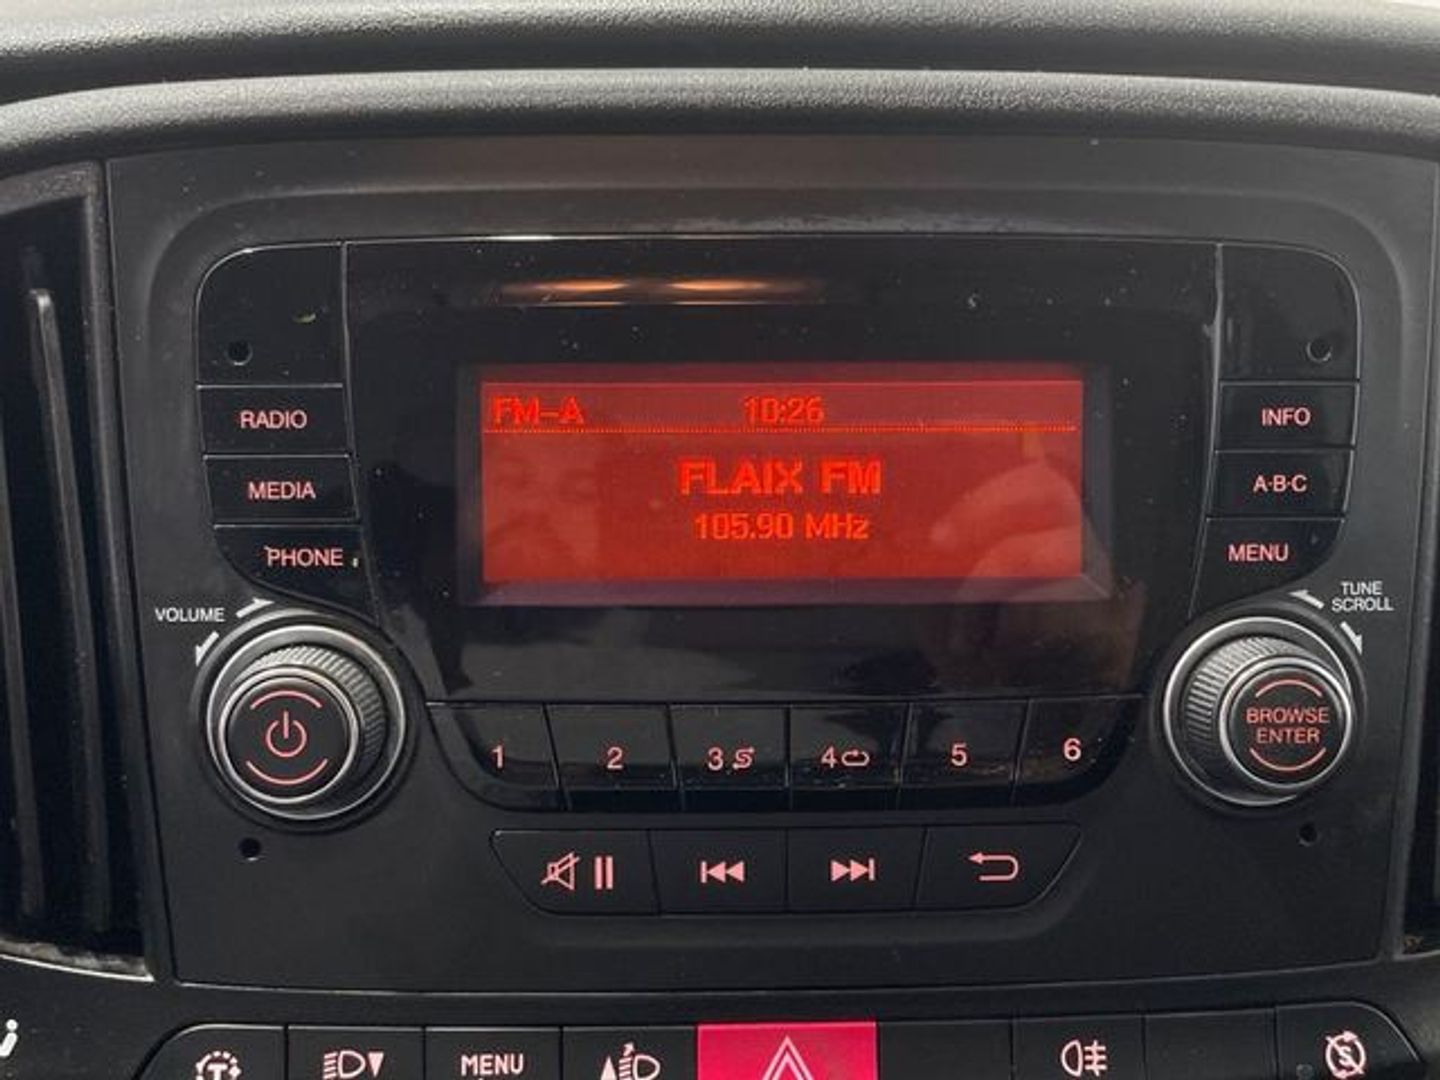 FM-A 10:26
FLAIX FM
105.90 MHz
RADIO
MEDIA
PHONE
VOLUME
INFO
A·B·C
MENU
TUNE
SCROLL
BROWSE
ENTER
1 2 3 4 5 6
MENU